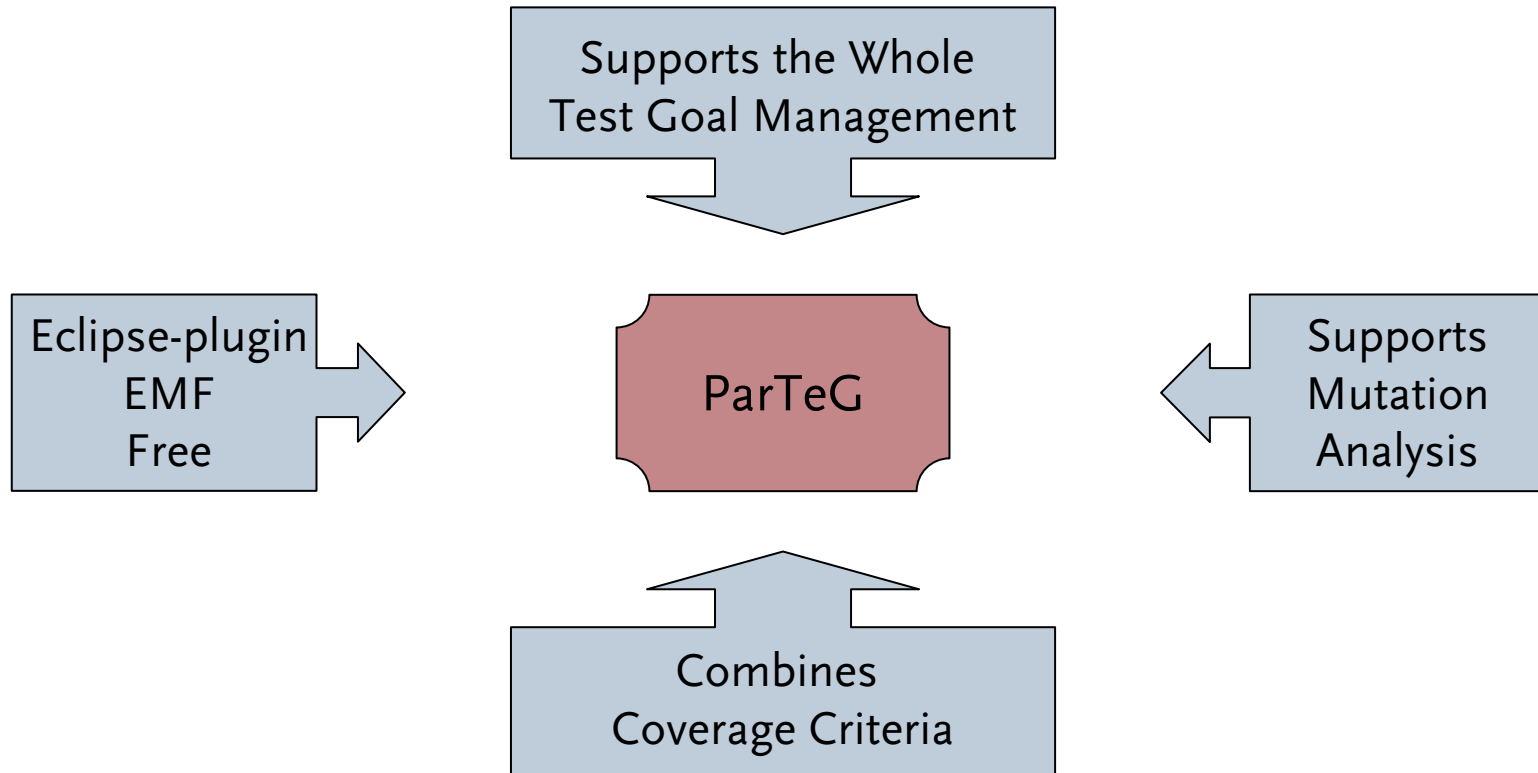 Supports the Whole
Test Goal Management
Eclipse-plugin
EMF
Free
ParTeG
Supports
Mutation
Analysis
Combines
Coverage Criteria